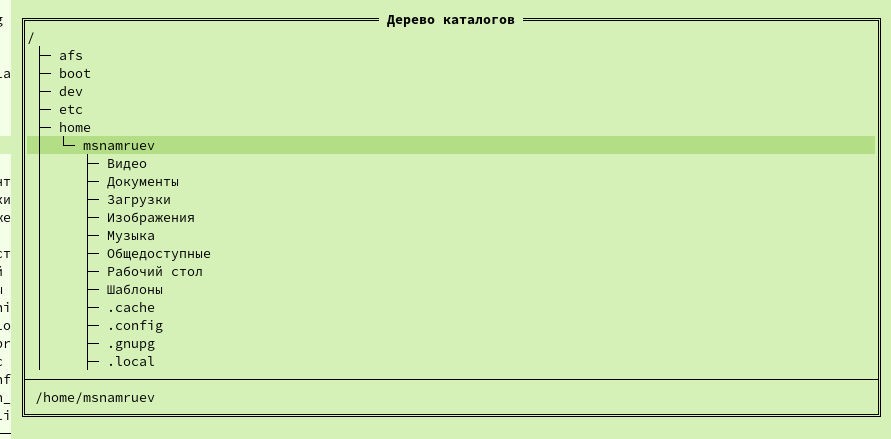 Дерево каталогов
/
afs
boot
dev
etc
home
msnamruev
Видео
Документы
Загрузки
Изображения
Музыка
Общедоступные
Рабочий стол
Шаблоны
.cache
.config
.gnupg
.local
/home/msnamruev